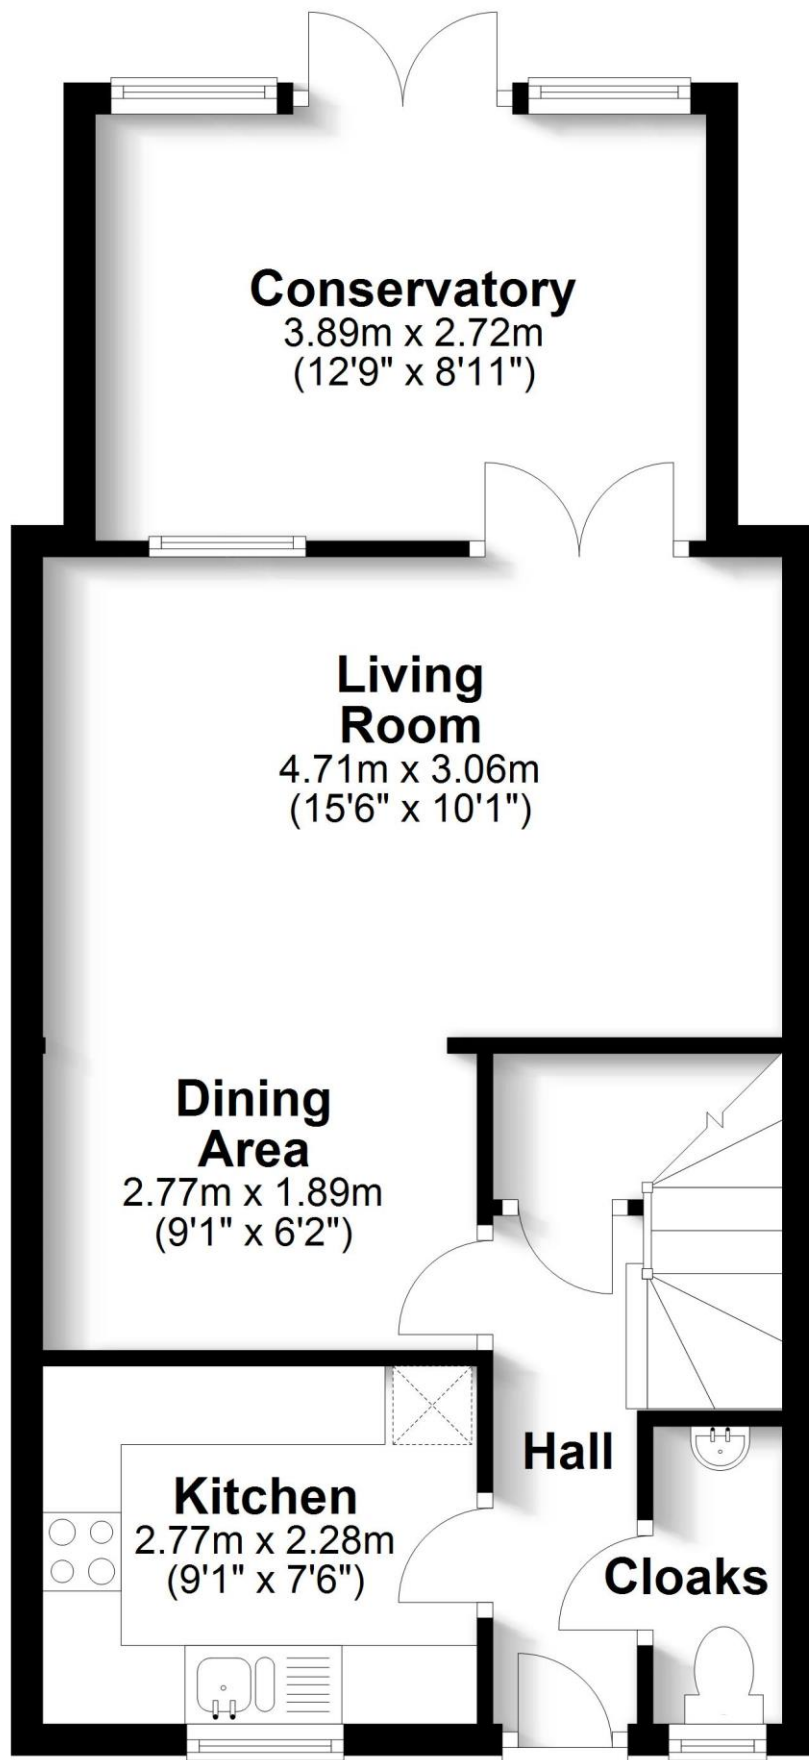 Conservatory
3.89m x 2.72m
(12'9" x 8'11")
Living
Room
4.71m x 3.06m
(15'6" x 10'1")
Dining
Area
2.77m x 1.89m
(9'1" x 6'2")
Hall
Kitchen
2.77m x 2.28m
(9'1" x 7'6")
Cloaks